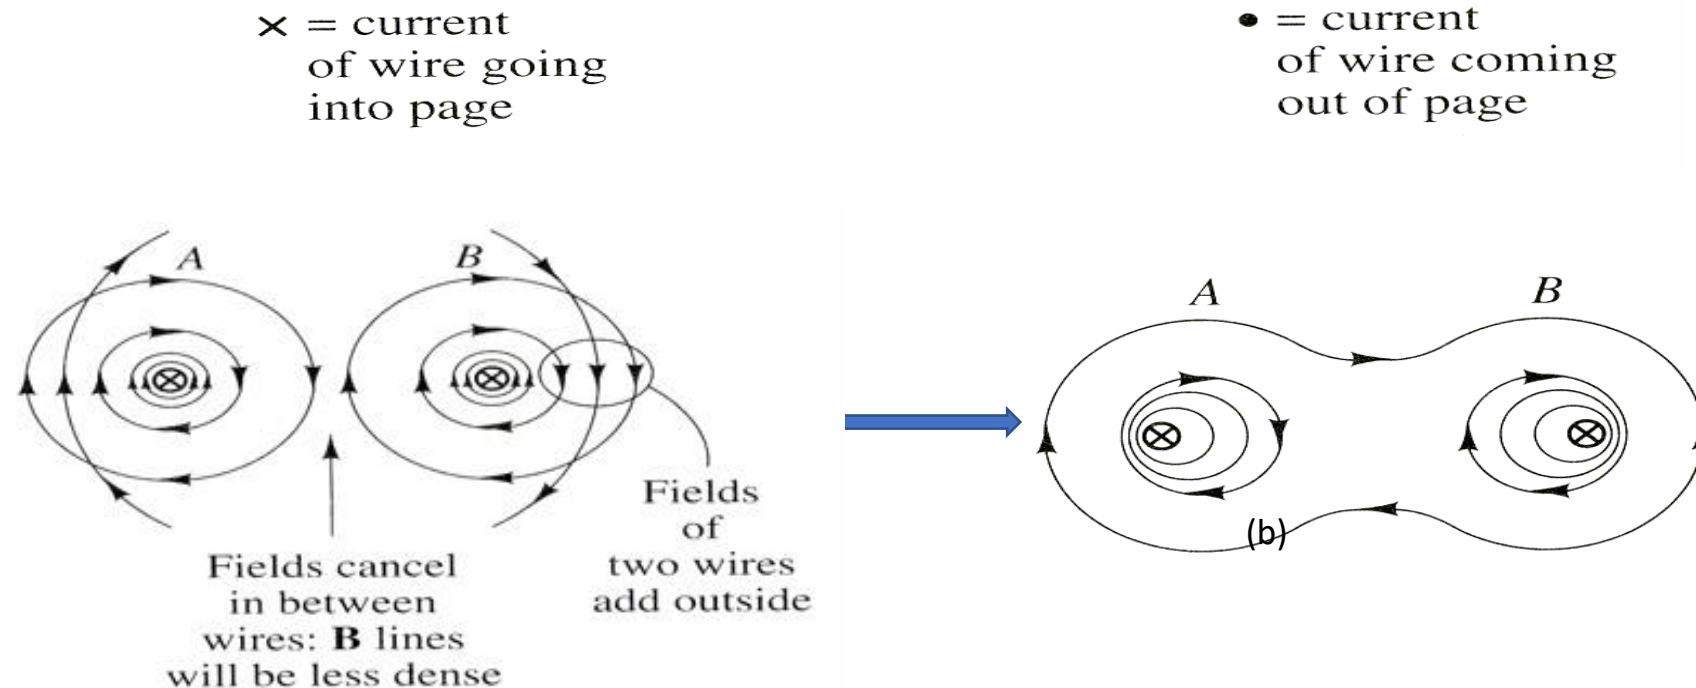 × = current
of wire going
into page
• = current
of wire coming
out of page
A
B
Fields cancel
in between
wires: B lines
will be less dense
Fields
of
two wires
add outside
A
B
(b)